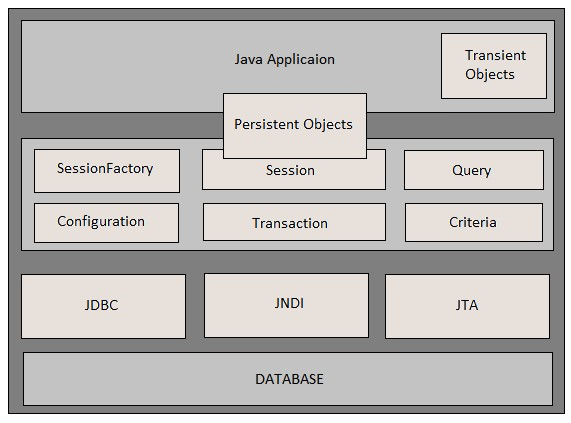 Java Applicaion
Transient
Objects
Persistent Objects
SessionFactory
Session
Query
Configuration
Transaction
Criteria
JDBC
JNDI
JTA
DATABASE